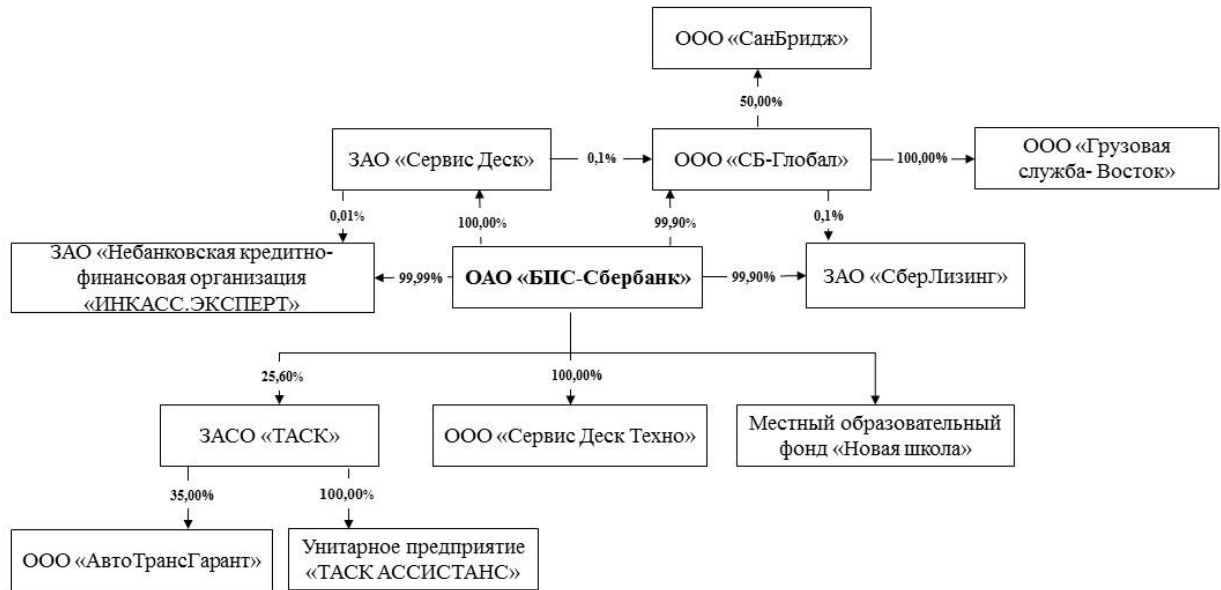 ООО «СанБридж»
50,00%
ЗАО «Сервис Деск»
0,1%
ООО «СБ-Глобал»
100,00%
ООО «Грузовая
служба- Восток»
0,01%
100,00%
99,90%
0,1%
ЗАО «Небанковская кредитно-
финансовая организация
«ИНКАСС.ЭКСПЕРТ»
99,99%
ОАО «БПС-Сбербанк»
99,90%
ЗАО «СберЛизинг»
25,60%
100,00%
ЗАСО «ТАСК»
ООО «Сервис Деск Техно»
Местный образовательный
фонд «Новая школа»
35,00%
100,00%
ООО «АвтоТрансГарант»
Унитарное предприятие
«ТАСК АССИСТАНС»